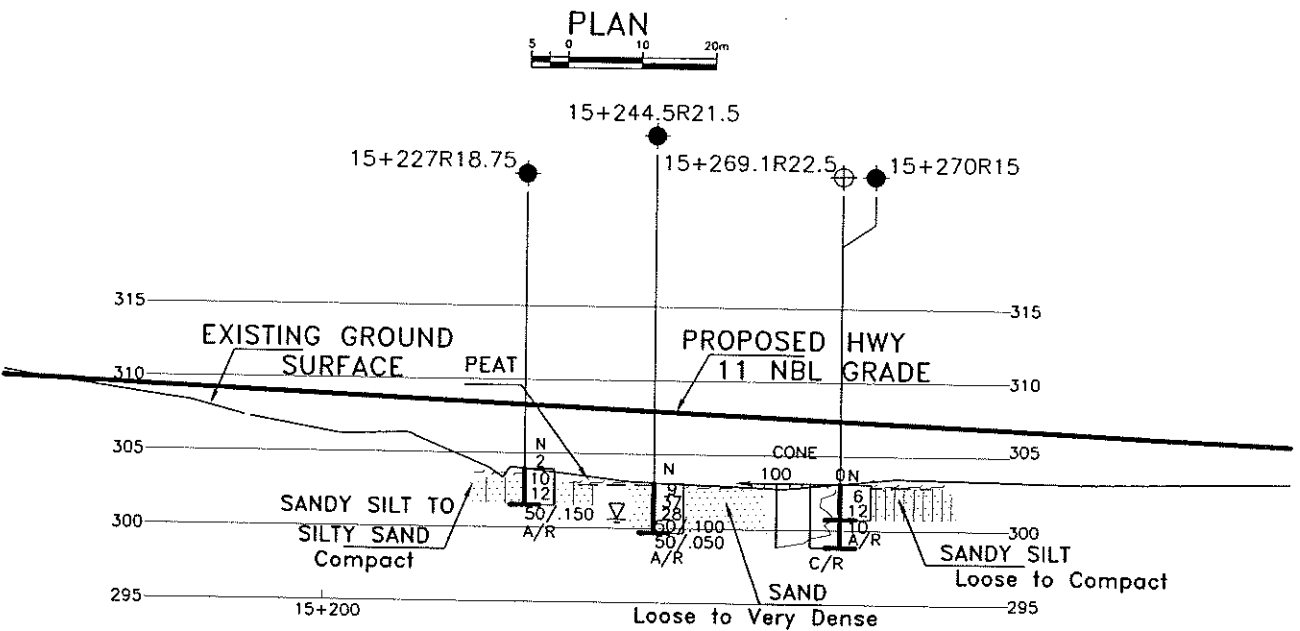 PLAN
5 0 10 20m
15+244.5R21.5
15+227R18.75
15+269.1R22.5
15+270R15
315
315
EXISTING GROUND
SURFACE
PEAT
PROPOSED HWY
11 NBL GRADE
310
310
305
305
N
2
10
12
50/.150
A/R
N
9
37
28
50/.100
50/.050
A/R
CONE
100
0
N
6
12
10
A/R
C/R
SANDY SILT TO
SILTY SAND
Compact
300
300
SANDY SILT
Loose to Compact
SAND
Loose to Very Dense
295
295
15+200